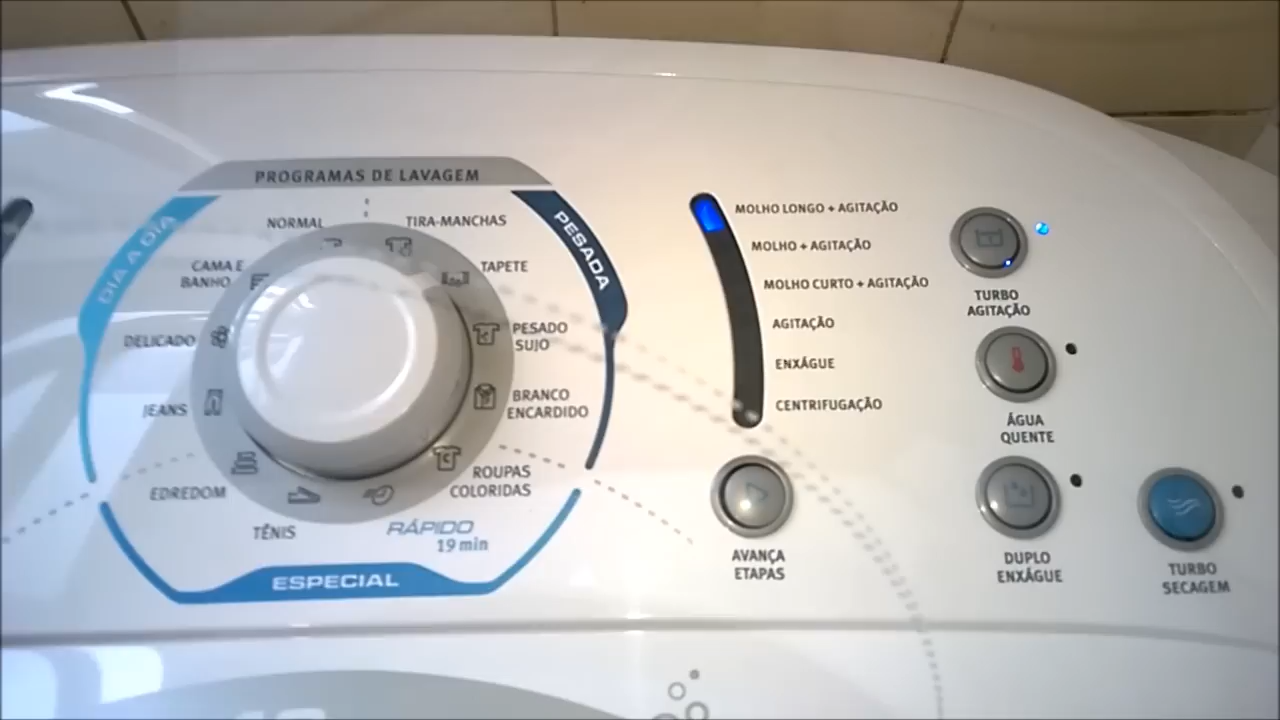 PROGRAMAS DE LAVAGEM
DIA A DIA
PESADA
NORMAL
TIRA-MANCHAS
CAMA E
BANHO
TAPETE
DELICADO
PESADO
SUJO
JEANS
BRANCO
ENCARDIDO
EDREDOM
ROUPAS
COLORIDAS
TÊNIS
RÁPIDO
19 min
ESPECIAL
MOLHO LONGO + AGITAÇÃO
MOLHO + AGITAÇÃO
MOLHO CURTO + AGITAÇÃO
AGITAÇÃO
ENXÁGUE
CENTRIFUGAÇÃO
AVANÇA
ETAPAS
TURBO
AGITAÇÃO
ÁGUA
QUENTE
DUPLO
ENXÁGUE
TURBO
SECAGEM